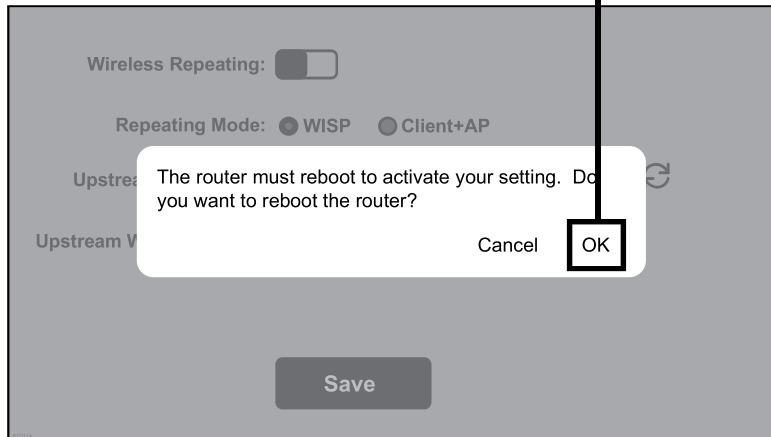 Wireless Repeating:
Repeating Mode: WISP Client+AP
Upstrea
The router must reboot to activate your setting. Do
you want to reboot the router?
Upstream W
Cancel OK
Save